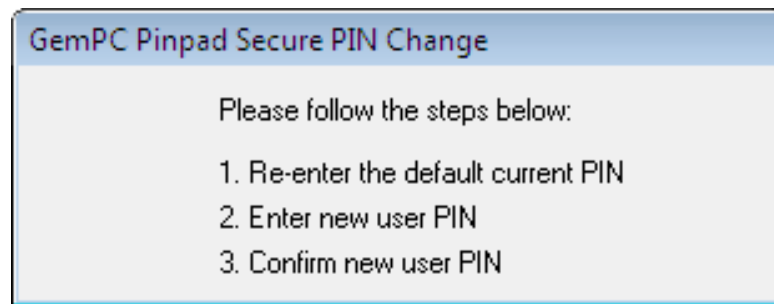 GemPC Pinpad Secure PIN Change
Please follow the steps below:
1. Re-enter the default current PIN
2. Enter new user PIN
3. Confirm new user PIN